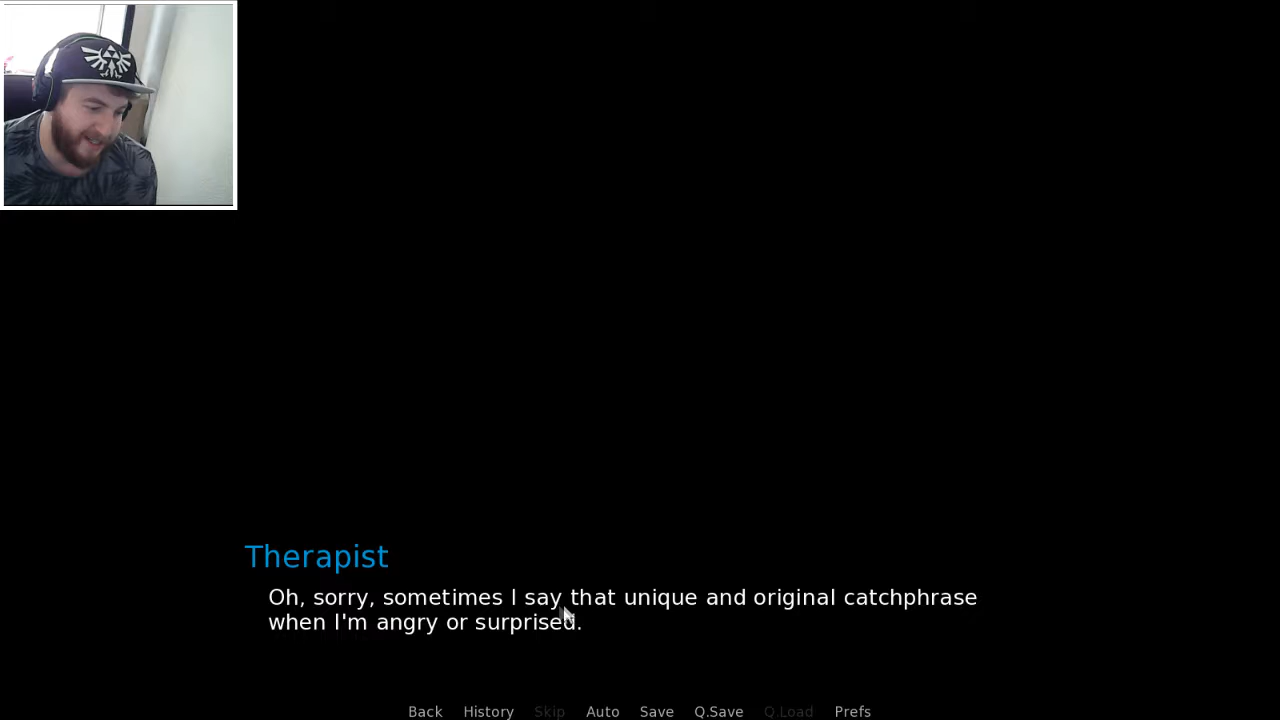 Therapist
Oh, sorry, sometimes I say that unique and original catchphrase
when I'm angry or surprised.
Back History Skip Auto Save Q.Save Q.Load Prefs